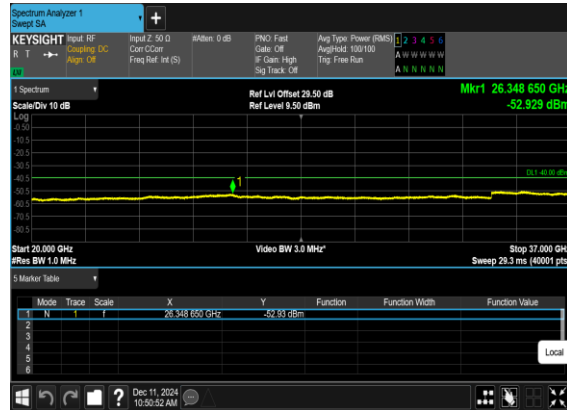 Spectrum Analyzer 1
Swept SA
+
KEYSIGHT
R T
Input: RF
Coupling: DC
Align: Off
Input Z: 50 Ω
Corr CCorr
Freq Ref: Int (S)
#Atten: 0 dB
PNO: Fast
Gate: Off
IF Gain: High
Sig Track: Off
Avg Type: Power (RMS)
Avg|Hold: 100/100
Trig: Free Run
1 2 3 4 5 6
A W W W W W
A N N N N N
1 Spectrum
Scale/Div 10 dB
Ref Lvl Offset 29.50 dB
Ref Level 9.50 dBm
Mkr1 26.348 650 GHz
-52.929 dBm
Log
-0.50
-10.5
-20.5
-30.5
-40.5
-50.5
-60.5
-70.5
-80.5
DL1 -40.00 dBm
1
Start 20.000 GHz
#Res BW 1.0 MHz
Video BW 3.0 MHz*
Stop 37.000 GHz
Sweep 29.3 ms (40001 pts)
5 Marker Table
Mode Trace Scale X Y Function Function Width Function Value
1 N 1 f 26.348 650 GHz -52.93 dBm
2
3
4
5
6
Local
?
Dec 11, 2024
10:50:52 AM